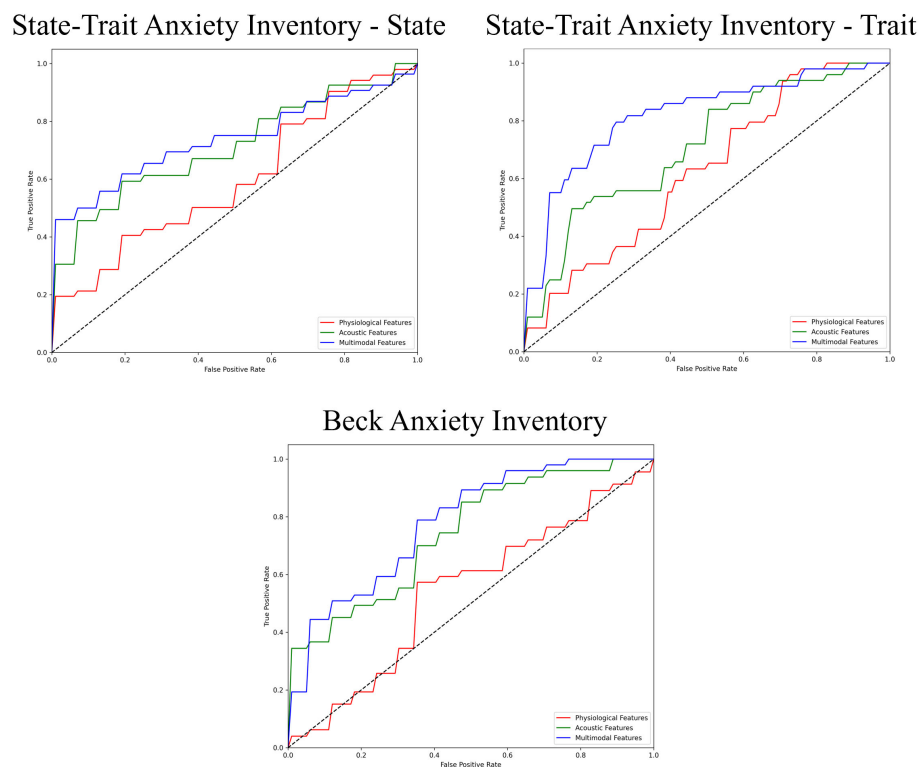 State-Trait Anxiety Inventory - State
1.0
0.8
0.6
0.4
0.2
0.0
True Positive Rate
0.0 0.2 0.4 0.6 0.8 1.0
False Positive Rate
Physiological Features
Acoustic Features
Multimodal Features
State-Trait Anxiety Inventory - Trait
1.0
0.8
0.6
0.4
0.2
0.0
True Positive Rate
0.0 0.2 0.4 0.6 0.8 1.0
False Positive Rate
Physiological Features
Acoustic Features
Multimodal Features
Beck Anxiety Inventory
1.0
0.8
0.6
0.4
0.2
0.0
True Positive Rate
0.0 0.2 0.4 0.6 0.8 1.0
False Positive Rate
Physiological Features
Acoustic Features
Multimodal Features